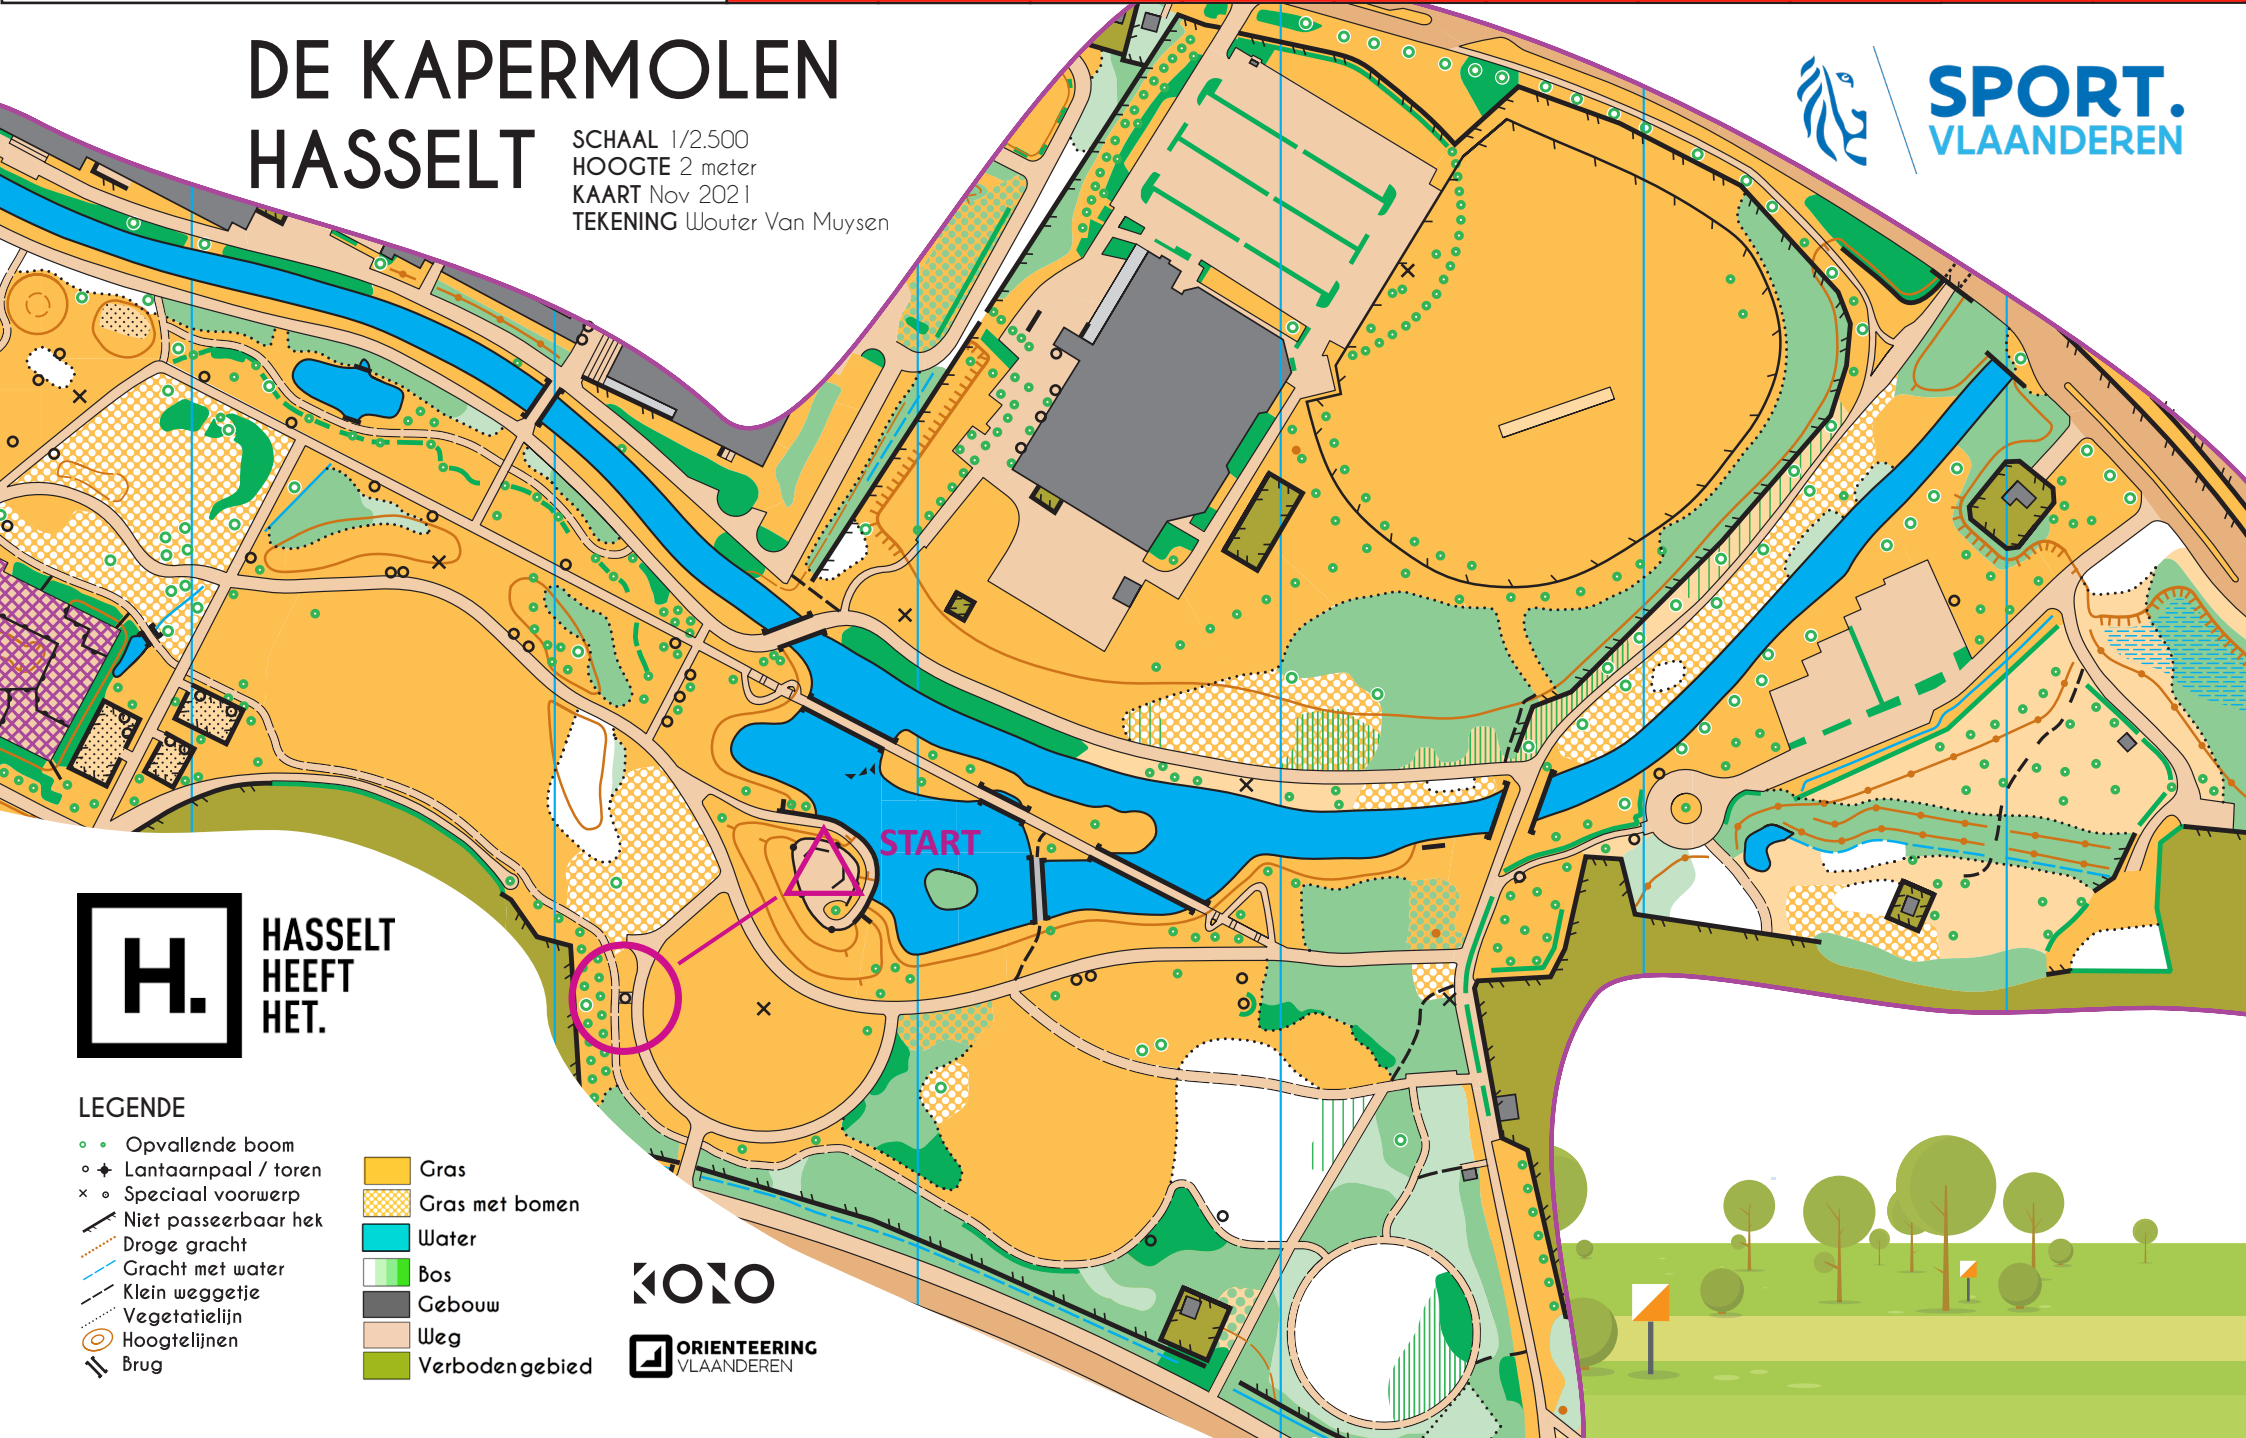 DE KAPERMOLEN
HASSELT
SCHAAL 1/2.500
HOOGTE 2 meter
KAART Nov 2021
TEKENING Wouter Van Muysen
SPORT.
VLAANDEREN
START
H.
HASSELT
HEEFT
HET.
LEGENDE
Opvallende boom
Lantaarnpaal / toren
Speciaal voorwerp
Niet passeerbaar hek
Droge gracht
Gracht met water
Klein weggetje
Vegetatielijn
Hoogtelijnen
Brug
Gras
Gras met bomen
Water
Bos
Gebouw
Weg
Verboden gebied
KOKO
ORIENTEERING
VLAANDEREN